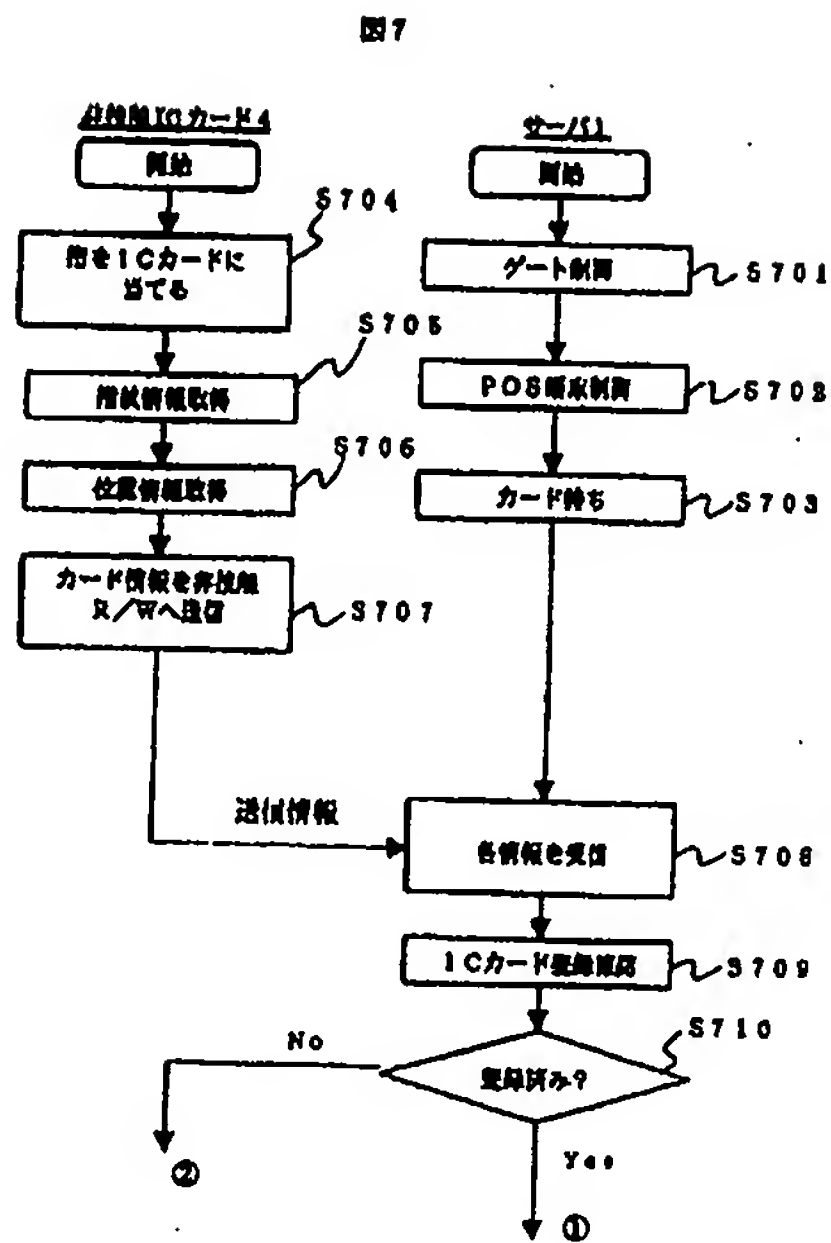 図7
非接触ICカード4
開始
S704
指をICカードに
当てる
S705
指紋情報取得
S706
位置情報取得
カード情報を非接触
R/Wへ送信
S707
サーバ1
開始
ゲート制御
S701
POS端末制御
S702
カード待ち
S703
送信情報
各情報を受信
S708
ICカード登録確認
S709
S710
登録済み?
No
②
Yes
①